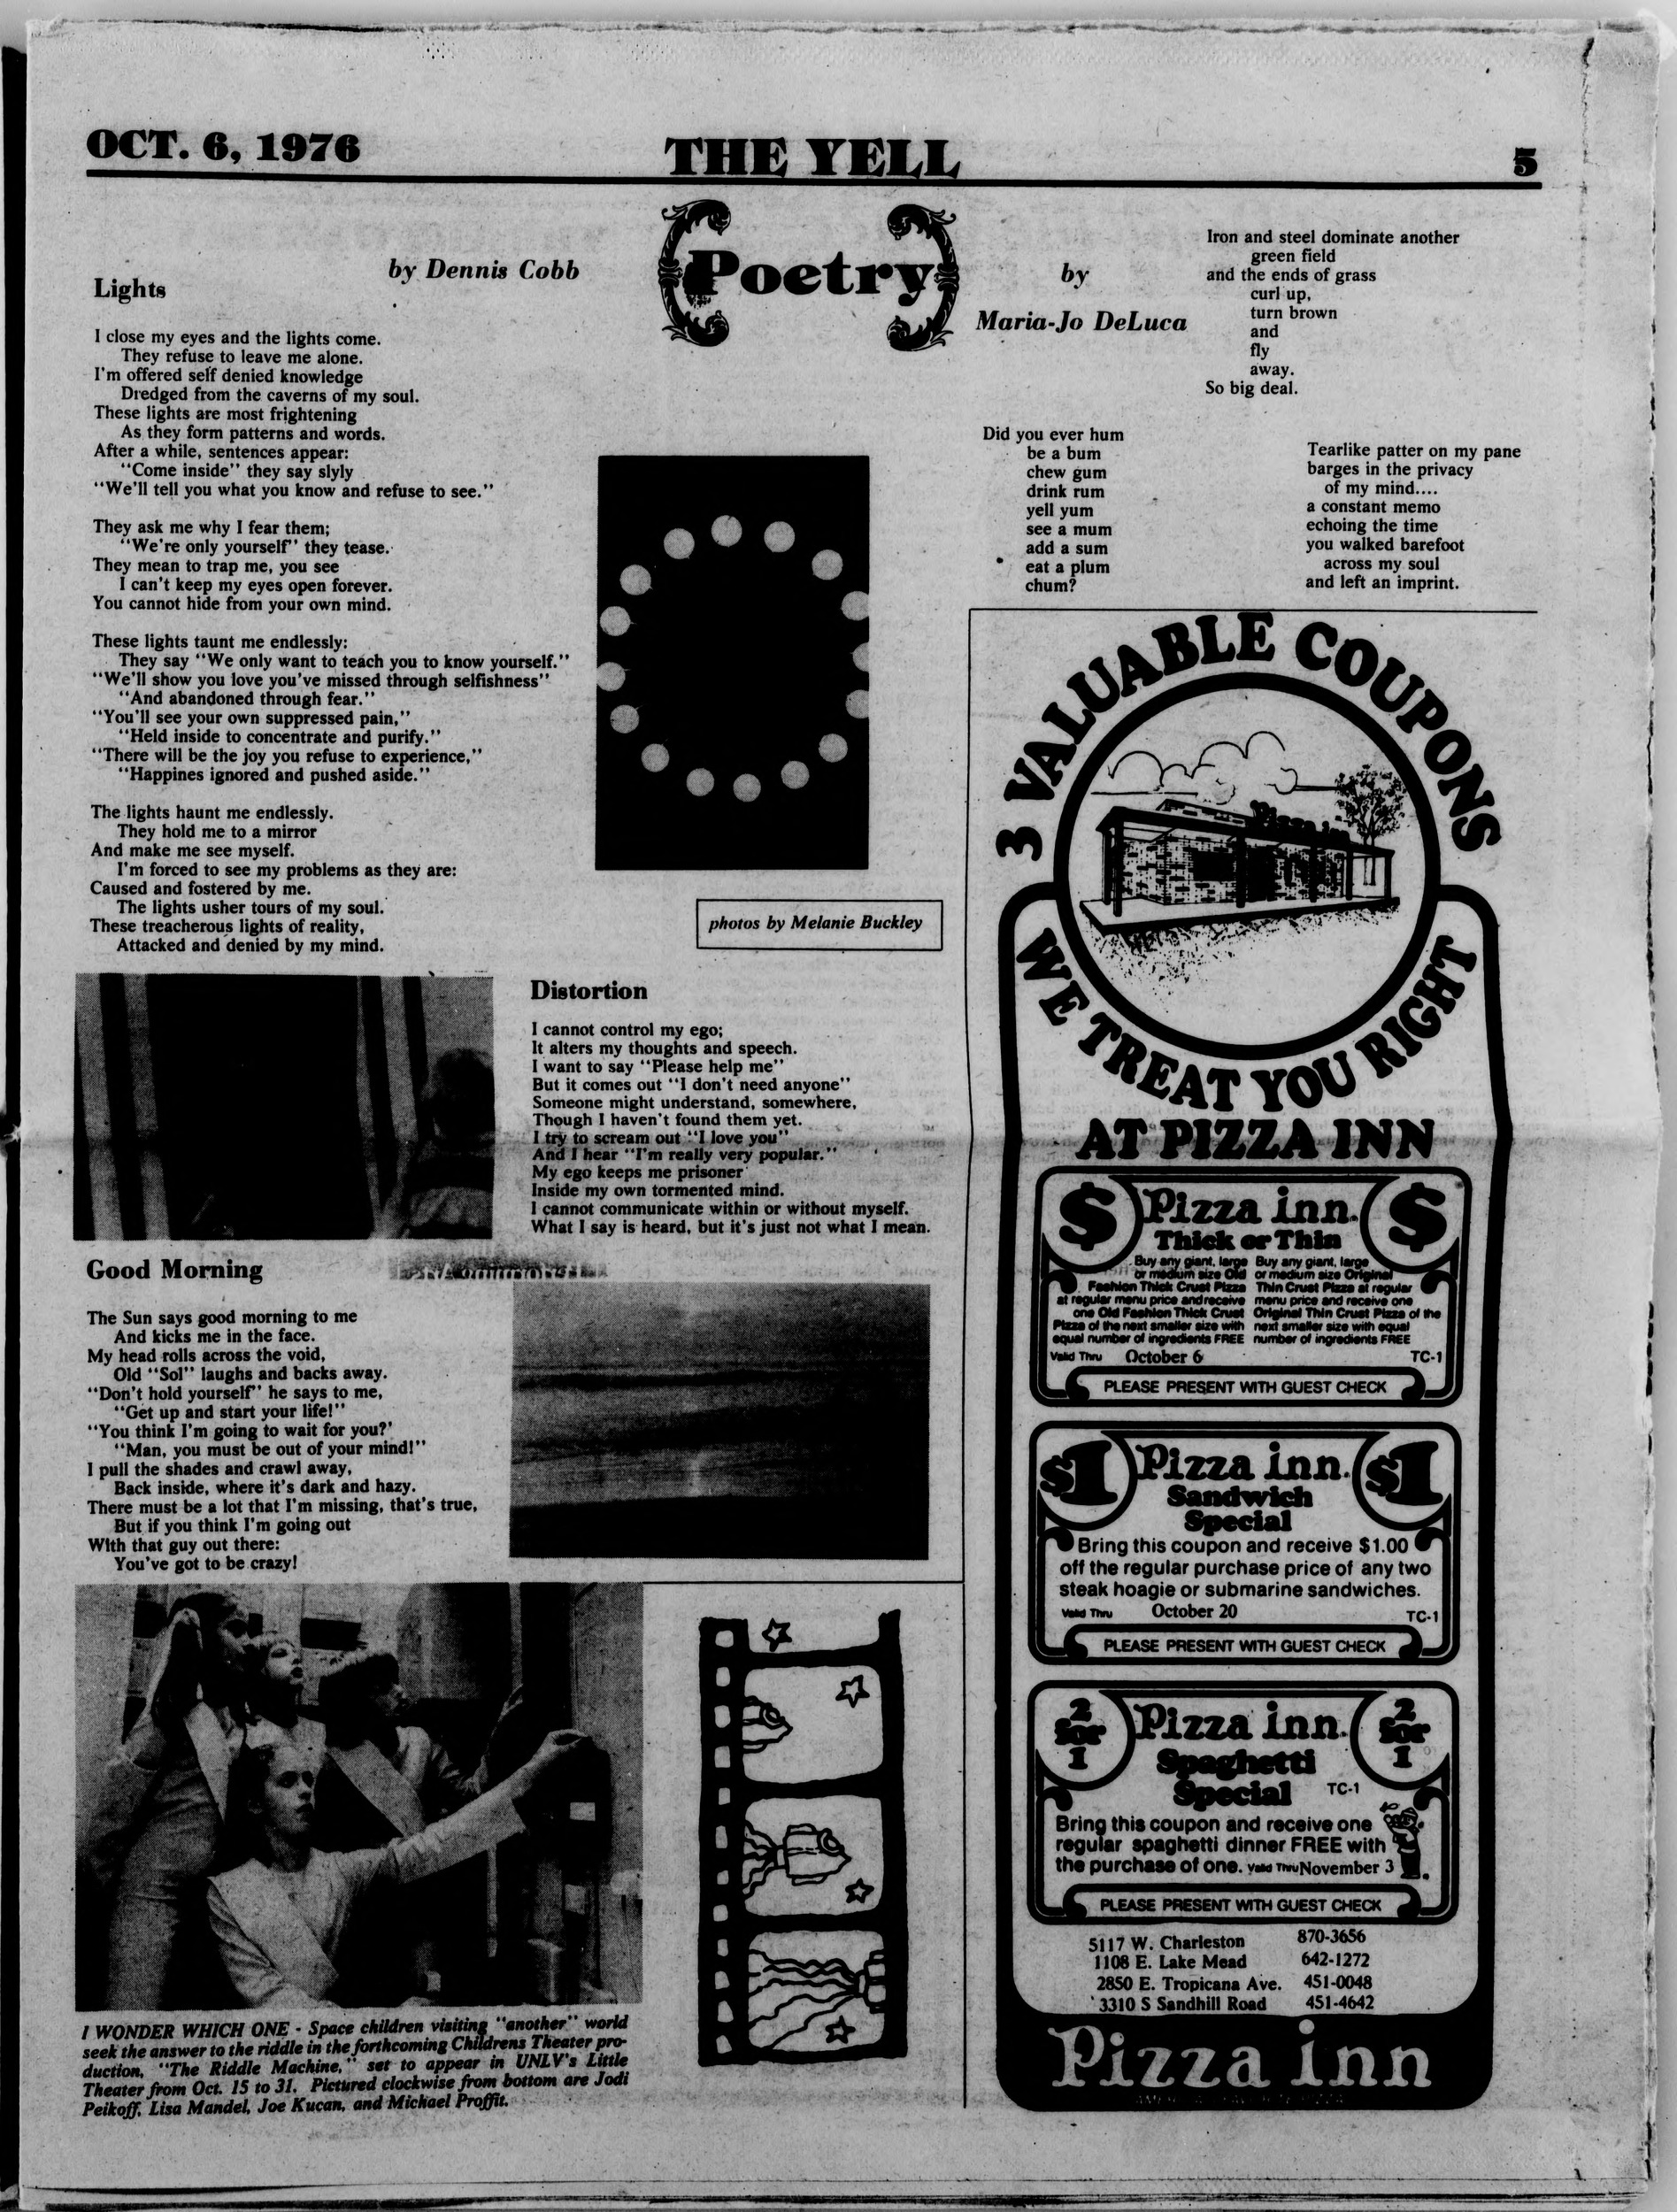 OCT. 6, 1976
THE YELL
5
Poetry
by Dennis Cobb
Lights
I close my eyes and the lights come.
They refuse to leave me alone.
I'm offered self denied knowledge
Dredged from the caverns of my soul.
These lights are most frightening
As they form patterns and words.
After a while, sentences appear:
"Come inside" they say slyly
"We'll tell you what you know and refuse to see."
They ask me why I fear them;
"We're only yourself" they tease.
They mean to trap me, you see
I can't keep my eyes open forever.
You cannot hide from your own mind.
These lights taunt me endlessly:
They say "We only want to teach you to know yourself."
"We'll show you love you've missed through selfishness"
"And abandoned through fear."
"You'll see your own suppressed pain,"
"Held inside to concentrate and purify."
"There will be the joy you refuse to experience,"
"Happines ignored and pushed aside."
The lights haunt me endlessly.
They hold me to a mirror
And make me see myself.
I'm forced to see my problems as they are:
Caused and fostered by me.
The lights usher tours of my soul.
These treacherous lights of reality,
Attacked and denied by my mind.
photos by Melanie Buckley
Distortion
I cannot control my ego;
It alters my thoughts and speech.
I want to say "Please help me"
But it comes out "I don't need anyone"
Someone might understand, somewhere,
Though I haven't found them yet.
I try to scream out "I love you"
And I hear "I'm really very popular."
My ego keeps me prisoner
Inside my own tormented mind.
I cannot communicate within or without myself.
What I say is heard, but it's just not what I mean.
Good Morning
The Sun says good morning to me
And kicks me in the face.
My head rolls across the void,
Old "Sol" laughs and backs away.
"Don't hold yourself" he says to me,
"Get up and start your life!"
"You think I'm going to wait for you?'
"Man, you must be out of your mind!"
I pull the shades and crawl away,
Back inside, where it's dark and hazy.
There must be a lot that I'm missing, that's true,
But if you think I'm going out
With that guy out there:
You've got to be crazy!
I WONDER WHICH ONE - Space children visiting "another" world
seek the answer to the riddle in the forthcoming Childrens Theater pro-
duction, "The Riddle Machine," set to appear in UNLV's Little
Theater from Oct. 15 to 31. Pictured clockwise from bottom are Jodi
Peikoff, Lisa Mandel, Joe Kucan, and Michael Proffit.
by
Maria-Jo DeLuca
Iron and steel dominate another
green field
and the ends of grass
curl up,
turn brown
and
fly
away.
So big deal.
Did you ever hum
be a bum
chew gum
drink rum
yell yum
see a mum
add a sum
eat a plum
chum?
Tearlike patter on my pane
barges in the privacy
of my mind....
a constant memo
echoing the time
you walked barefoot
across my soul
and left an imprint.
3 VALUABLE COUPONS
Pizza inn
WE TREAT YOU RIGHT
AT PIZZA INN
$ Pizza inn. $
Thick or Thin
Buy any giant, large
or medium size Old
Fashion Thick Crust Pizza
at regular menu price and receive
one Old Fashion Thick Crust
Pizza of the next smaller size with
equal number of ingredients FREE
Buy any giant, large
or medium size Original
Thin Crust Pizza at regular
menu price and receive one
Original Thin Crust Pizza of the
next smaller size with equal
number of ingredients FREE
Valid Thru October 6 TC-1
PLEASE PRESENT WITH GUEST CHECK
$1 Pizza inn. $1
Sandwich
Special
Bring this coupon and receive $1.00
off the regular purchase price of any two
steak hoagie or submarine sandwiches.
Valid Thru October 20 TC-1
PLEASE PRESENT WITH GUEST CHECK
2 for 1 Pizza inn. 2 for 1
Spaghetti
Special TC-1
Bring this coupon and receive one
regular spaghetti dinner FREE with
the purchase of one. Valid Thru November 3
PLEASE PRESENT WITH GUEST CHECK
5117 W. Charleston 870-3656
1108 E. Lake Mead 642-1272
2850 E. Tropicana Ave. 451-0048
3310 S Sandhill Road 451-4642
Pizza inn